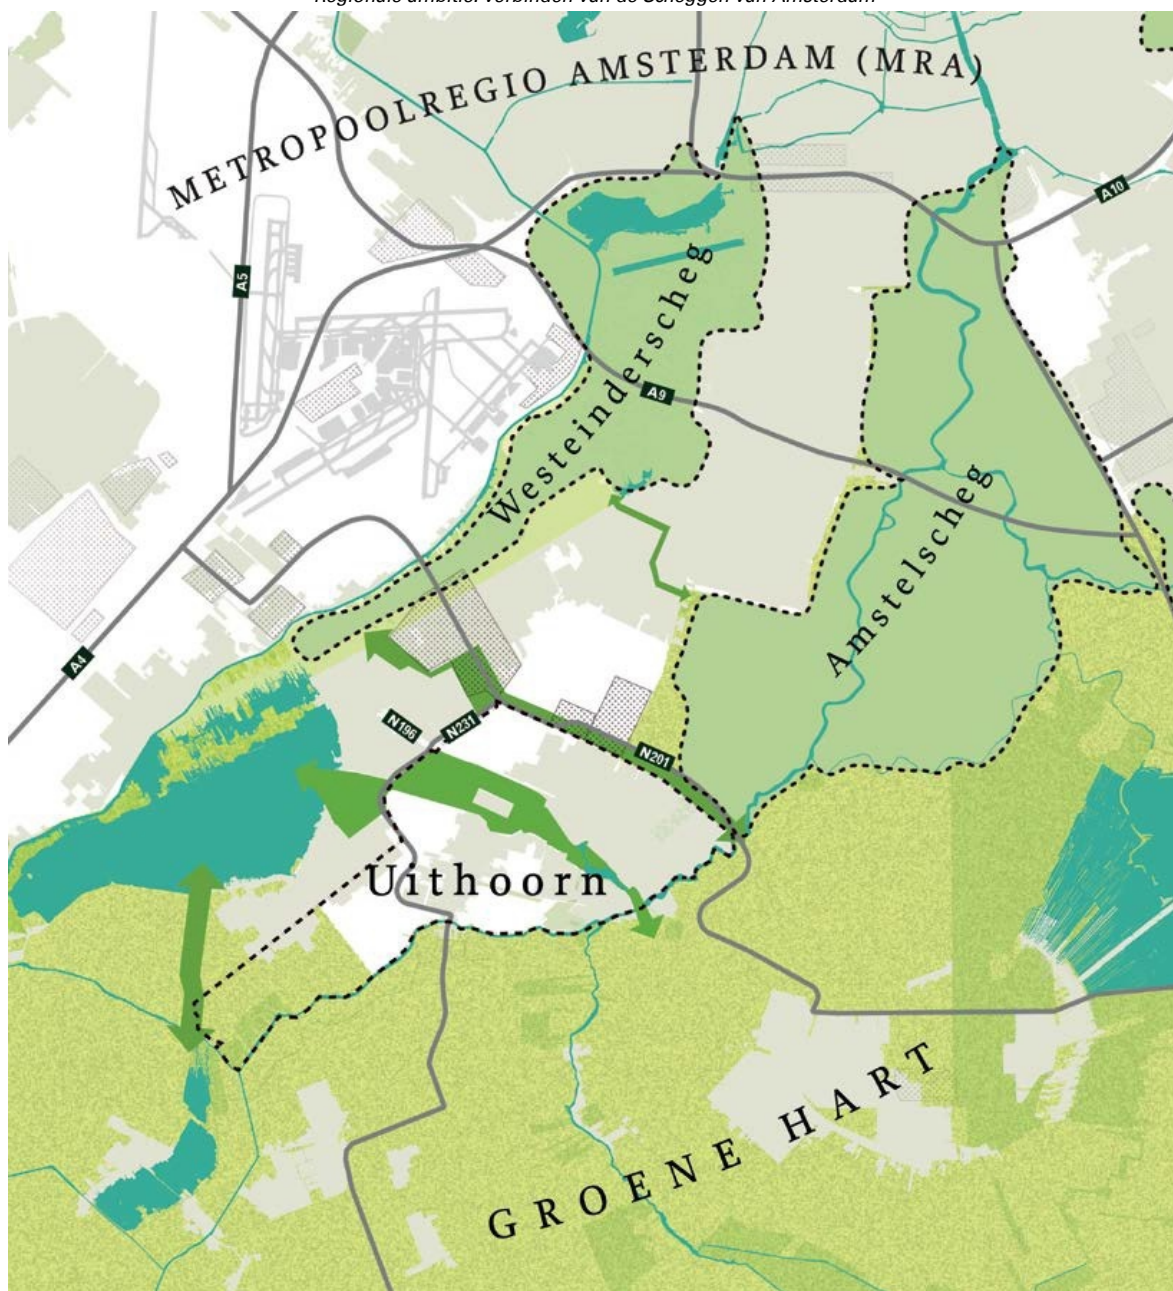 Regionale ambitie: verbinden van de Scheggen van Amsterdam
METROPOOLREGIO AMSTERDAM (MRA)
A10
A5
Westeinderscheg
A9
Amstelscheg
A4
N196
N231
N201
Uithoorn
GROENE HART